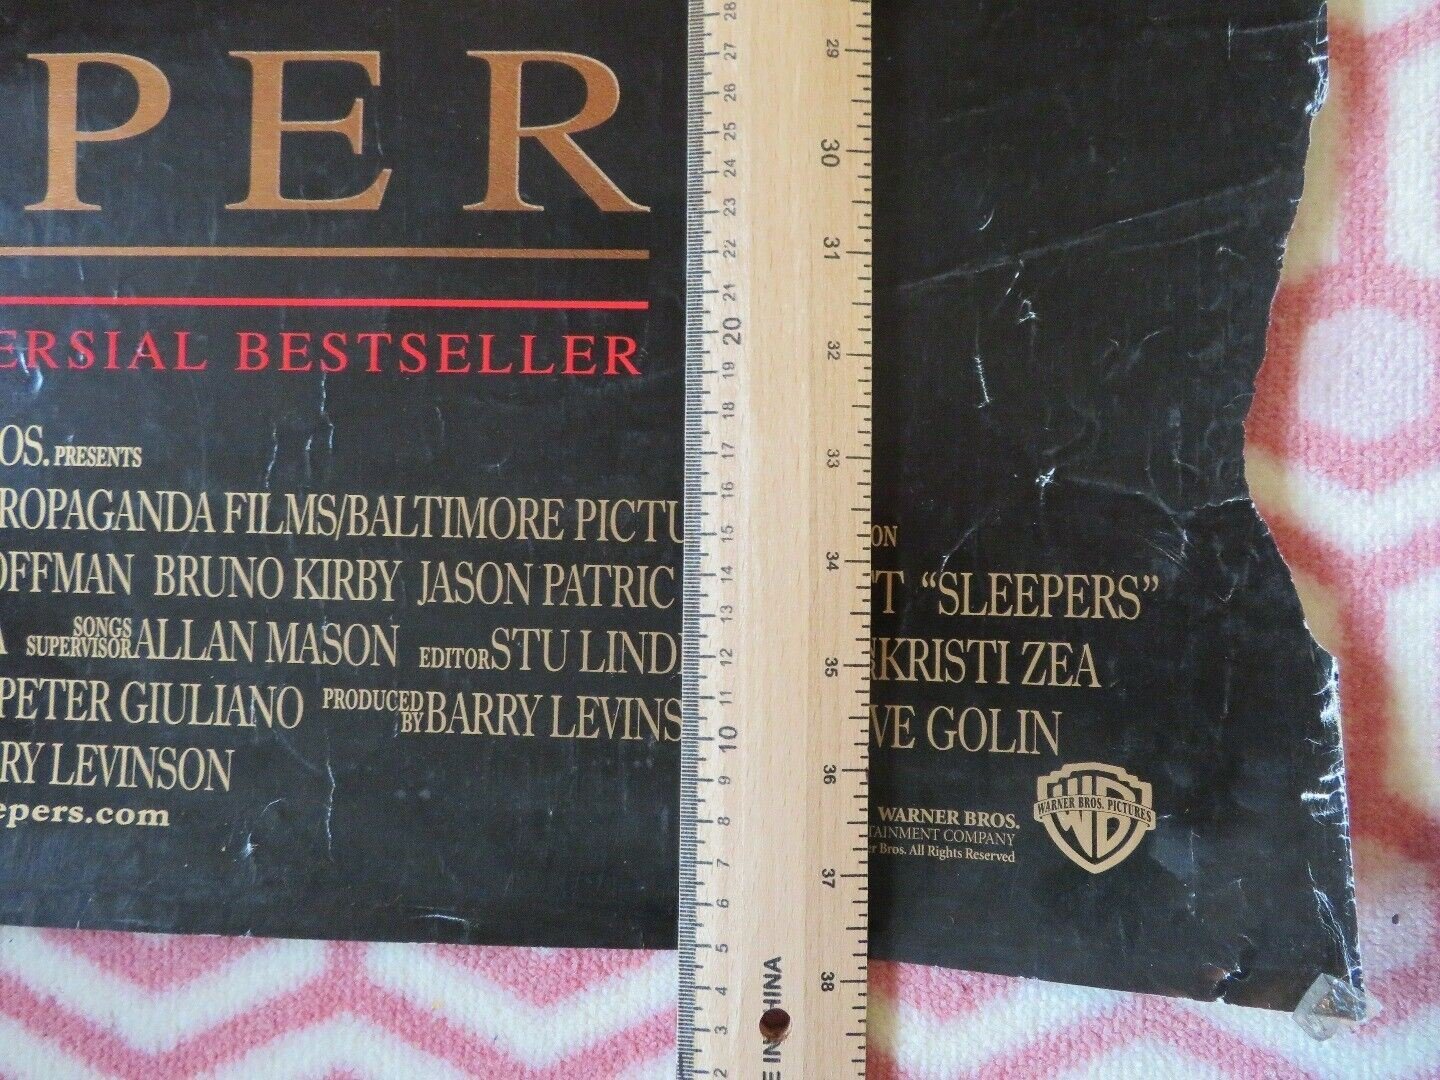 PER
ERSIAL BESTSELLER
OS. PRESENTS
ROPAGANDA FILMS/BALTIMORE PICTU
ON
OFFMAN BRUNO KIRBY JASON PATRIC
T “SLEEPERS”
A SONGS SUPERVISOR ALLAN MASON EDITOR STU LIND
KRISTI ZEA
PETER GIULIANO PRODUCED BY BARRY LEVINS
VE GOLIN
RY LEVINSON
eepers.com
WARNER BROS.
TAINMENT COMPANY
er Bros. All Rights Reserved
WARNER BROS. PICTURES
WB
28 27 26 25 24 23 22 21 20 19 18 17 16 15 14 13 12 11 10 9 8 7 6 5 4 3 2
29 30 31 32 33 34 35 36 37 38
E IN CHINA